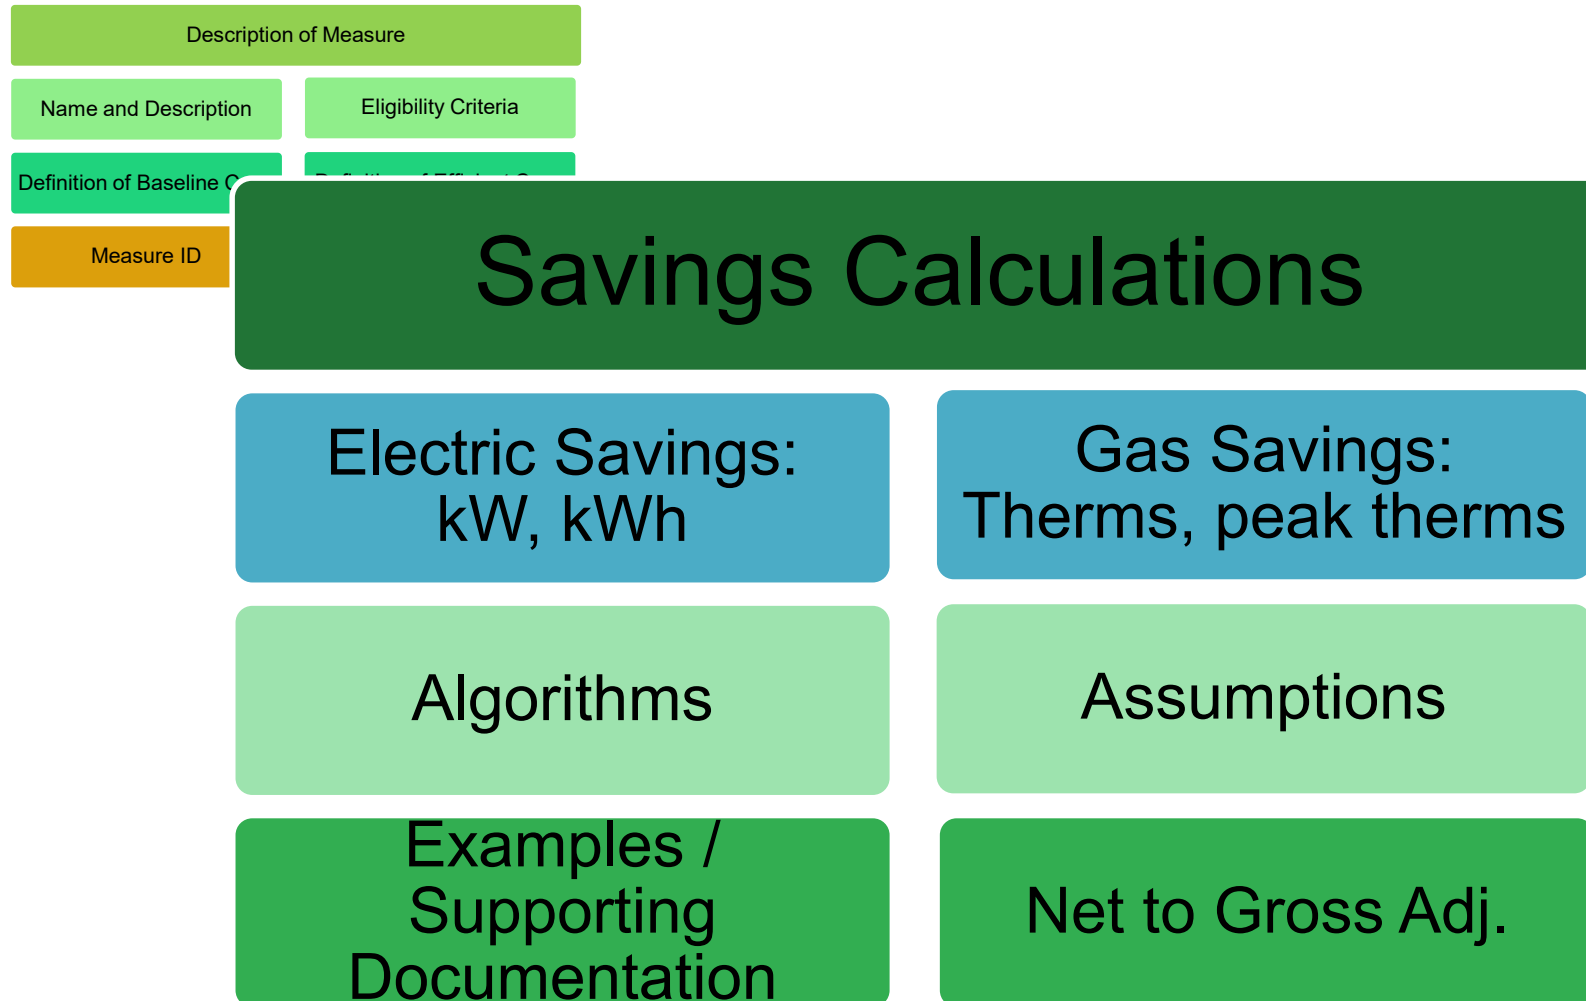 Description of Measure
Name and Description
Eligibility Criteria
Definition of Baseline
Measure ID
Savings Calculations
Electric Savings:
kW, kWh
Gas Savings:
Therms, peak therms
Algorithms
Assumptions
Examples /
Supporting
Documentation
Net to Gross Adj.